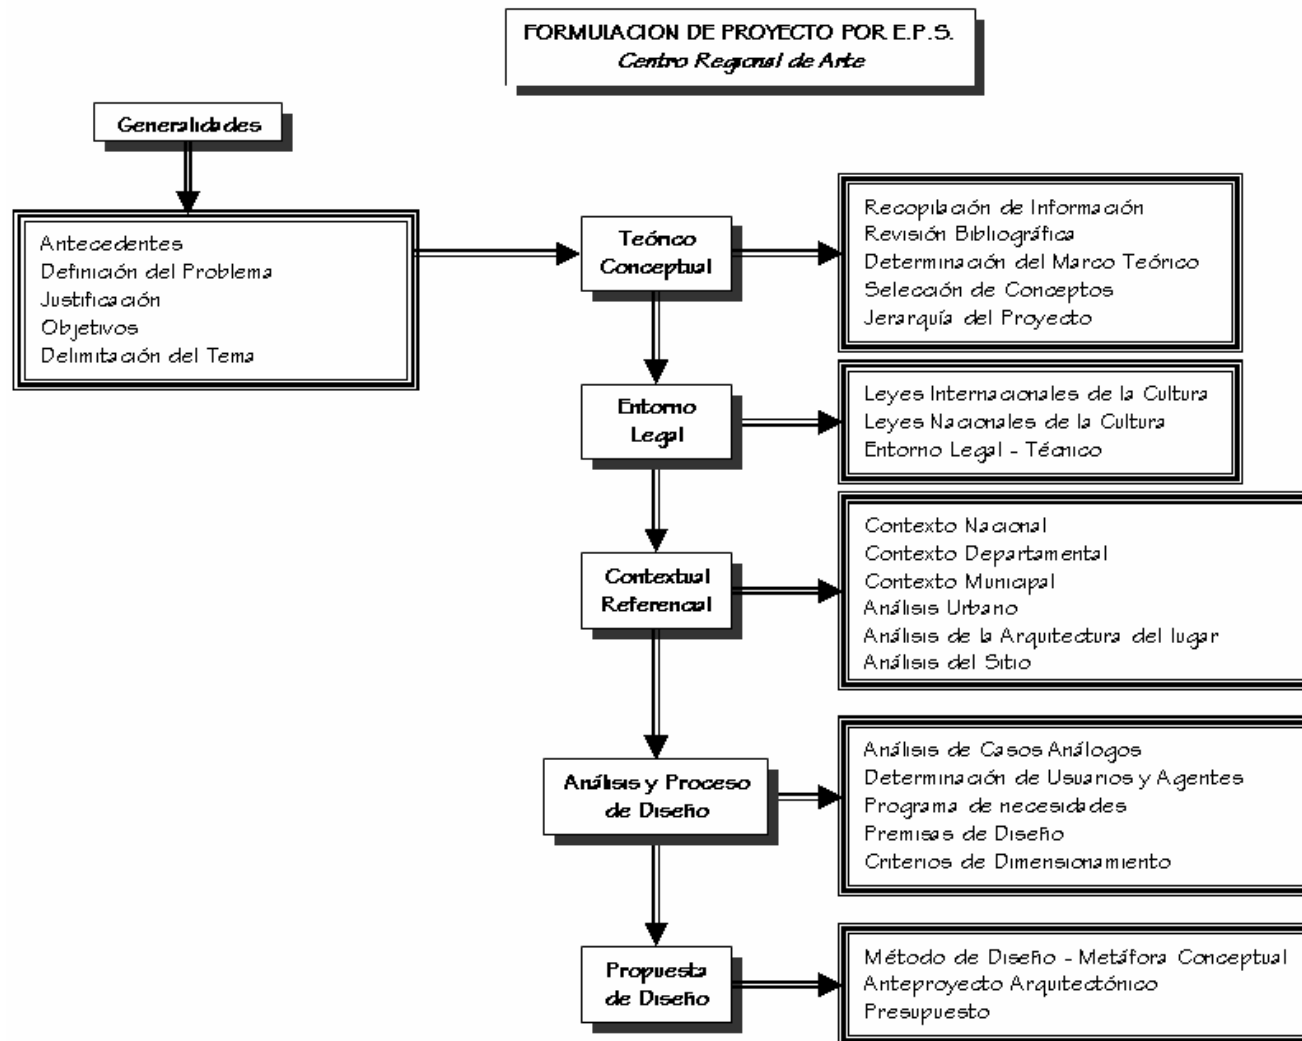 FORMULACION DE PROYECTO POR E.P.S.
Centro Regional de Arte
Generalidades
Antecedentes
Definición del Problema
Justificación
Objetivos
Delimitación del Tema
Teórico
Conceptual
Recopilación de Información
Revisión Bibliográfica
Determinación del Marco Teórico
Selección de Conceptos
Jerarquía del Proyecto
Entorno
Legal
Leyes Internacionales de la Cultura
Leyes Nacionales de la Cultura
Entorno Legal - Técnico
Contextual
Referencial
Contexto Nacional
Contexto Departamental
Contexto Municipal
Análisis Urbano
Análisis de la Arquitectura del lugar
Análisis del Sitio
Análisis y Proceso
de Diseño
Análisis de Casos Análogos
Determinación de Usuarios y Agentes
Programa de necesidades
Premisas de Diseño
Criterios de Dimensionamiento
Propuesta
de Diseño
Método de Diseño - Metáfora Conceptual
Anteproyecto Arquitectónico
Presupuesto